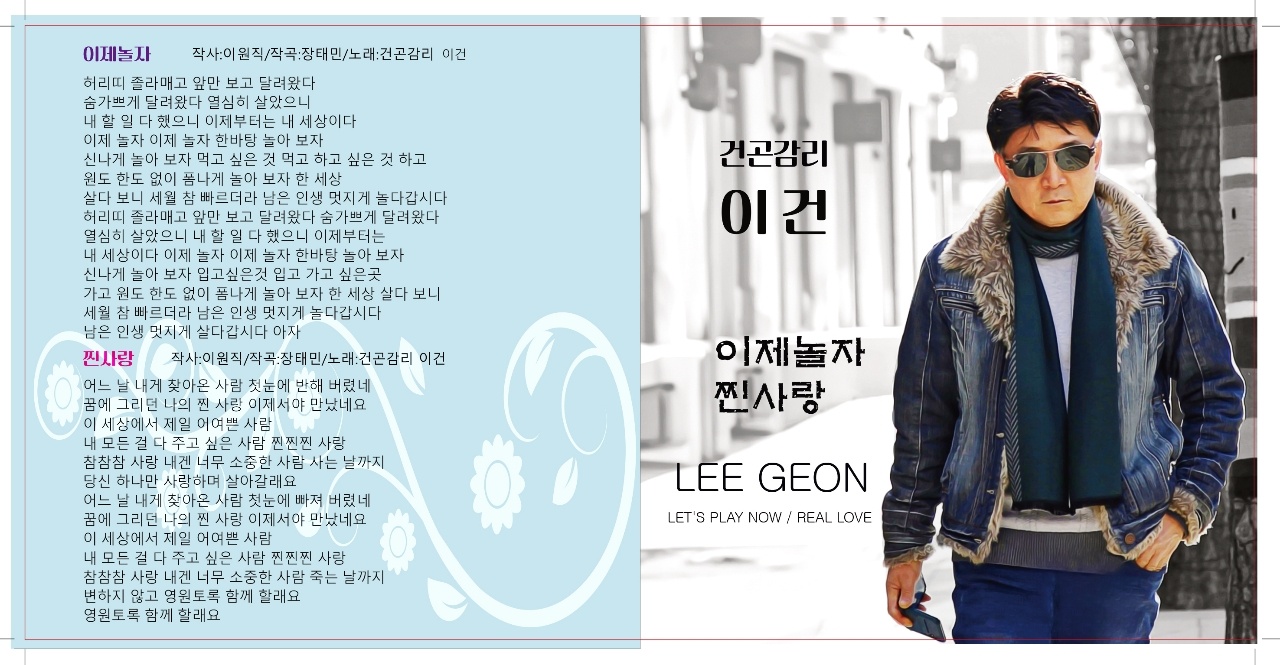 이제놀자 작사:이원직/작곡:장태민/노래:건곤감리 이건
허리띠 졸라매고 앞만 보고 달려왔다
숨가쁘게 달려왔다 열심히 살았으니
내 할 일 다 했으니 이제부터는 내 세상이다
이제 놀자 이제 놀자 한바탕 놀아 보자
신나게 놀아 보자 먹고 싶은 것 먹고 하고 싶은 것 하고
원도 한도 없이 폼나게 놀아 보자 한 세상
살다 보니 세월 참 빠르더라 남은 인생 멋지게 놀다갑시다
허리띠 졸라매고 앞만 보고 달려왔다 숨가쁘게 달려왔다
열심히 살았으니 내 할 일 다 했으니 이제부터는
내 세상이다 이제 놀자 이제 놀자 한바탕 놀아 보자
신나게 놀아 보자 입고싶은것 입고 가고 싶은곳
가고 원도 한도 없이 폼나게 놀아 보자 한 세상 살다 보니
세월 참 빠르더라 남은 인생 멋지게 놀다갑시다
남은 인생 멋지게 살다갑시다 아자
찐사랑 작사:이원직/작곡:장태민/노래:건곤감리 이건
어느 날 내게 찾아온 사람 첫눈에 반해 버렸네
꿈에 그리던 나의 찐 사랑 이제서야 만났네요
이 세상에서 제일 어여쁜 사람
내 모든 걸 다 주고 싶은 사람 찐찐찐 사랑
참참참 사랑 내겐 너무 소중한 사람 사는 날까지
당신 하나만 사랑하며 살아갈래요
어느 날 내게 찾아온 사람 첫눈에 빠져 버렸네
꿈에 그리던 나의 찐 사랑 이제서야 만났네요
이 세상에서 제일 어여쁜 사람
내 모든 걸 다 주고 싶은 사람 찐찐찐 사랑
참참참 사랑 내겐 너무 소중한 사람 죽는 날까지
변하지 않고 영원토록 함께 할래요
영원토록 함께 할래요
건곤감리
이건
이제놀자
찐사랑
LEE GEON
LET'S PLAY NOW / REAL LOVE